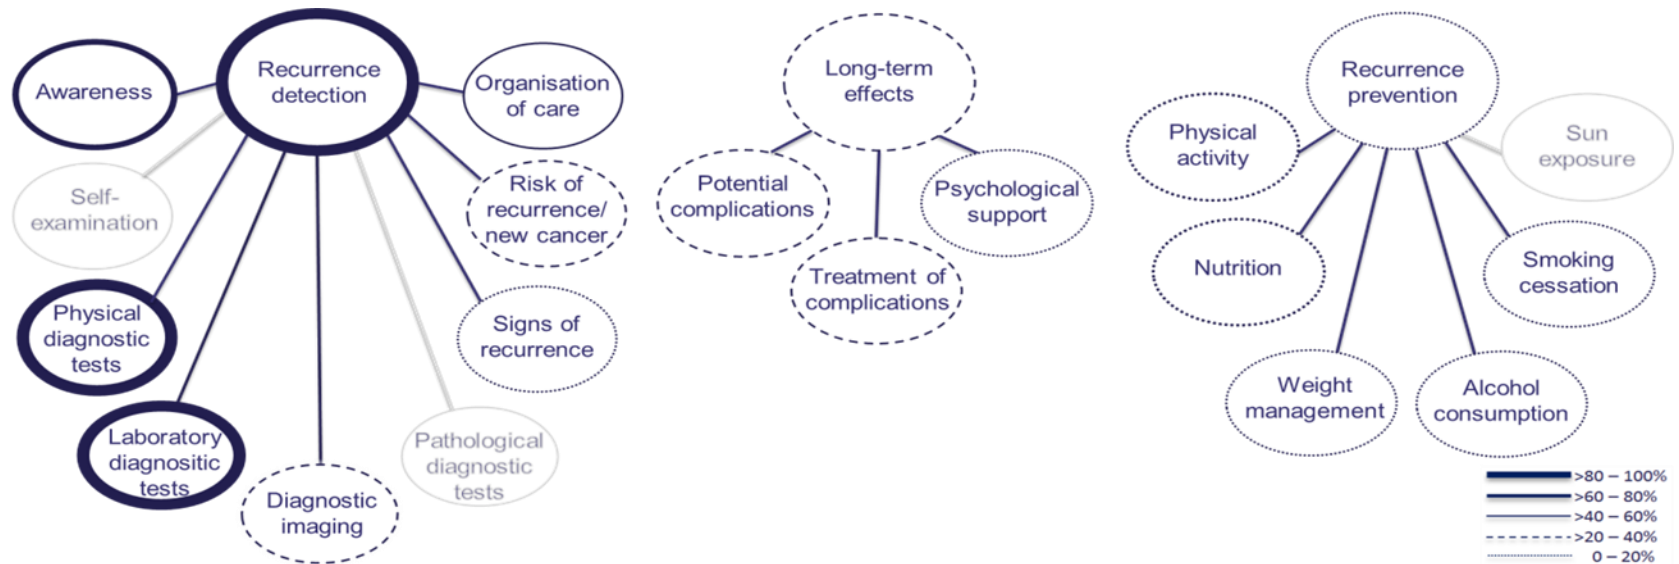 Recurrence
detection
Awareness
Organisation
of care
Self-
examination
Risk of
recurrence/
new cancer
Physical
diagnostic
tests
Signs of
recurrence
Laboratory
diagnositic
tests
Pathological
diagnostic
tests
Diagnostic
imaging
Long-term
effects
Potential
complications
Psychological
support
Treatment of
complications
Recurrence
prevention
Physical
activity
Sun
exposure
Nutrition
Smoking
cessation
Weight
management
Alcohol
consumption
>80 – 100%
>60 – 80%
>40 – 60%
>20 – 40%
0 – 20%